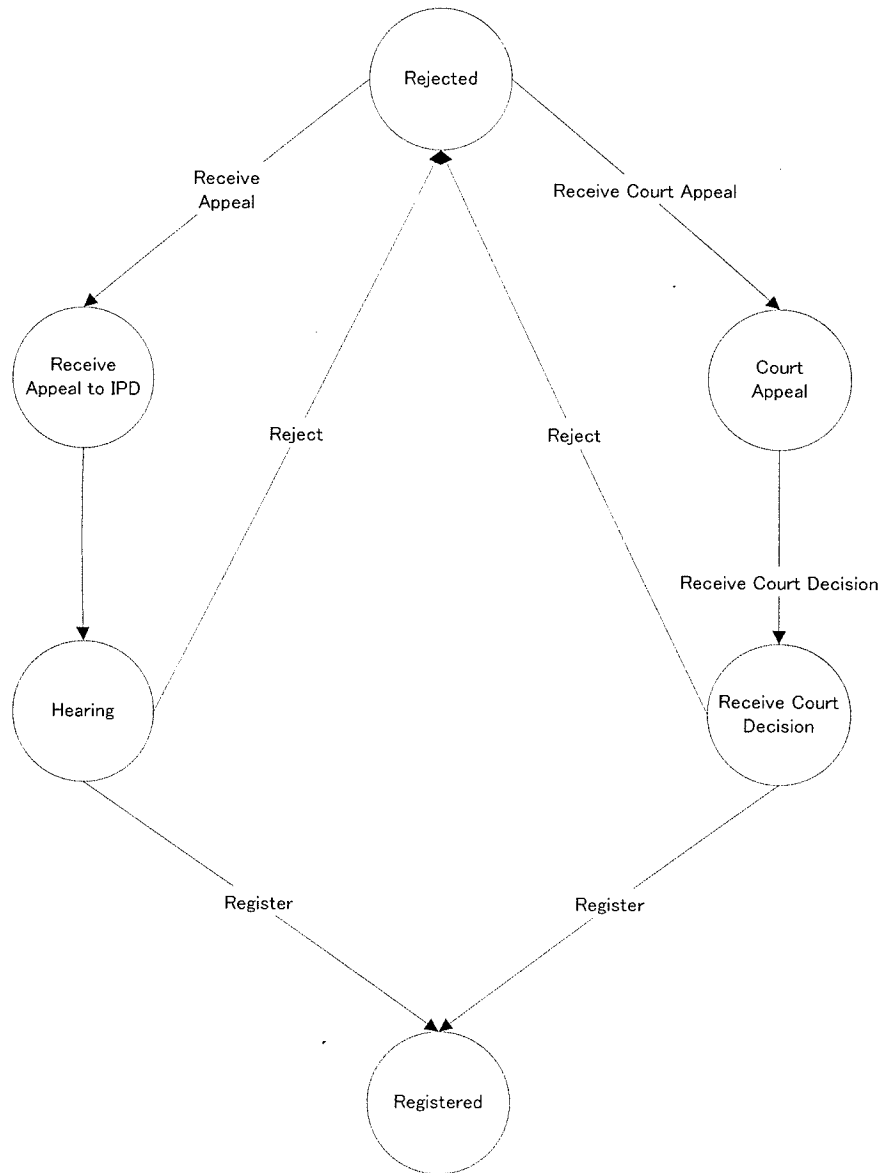 Rejected
Receive
Appeal
Receive Court Appeal
Receive
Appeal to IPD
Court
Appeal
Reject
Reject
Receive Court Decision
Hearing
Receive Court
Decision
Register
Register
Registered